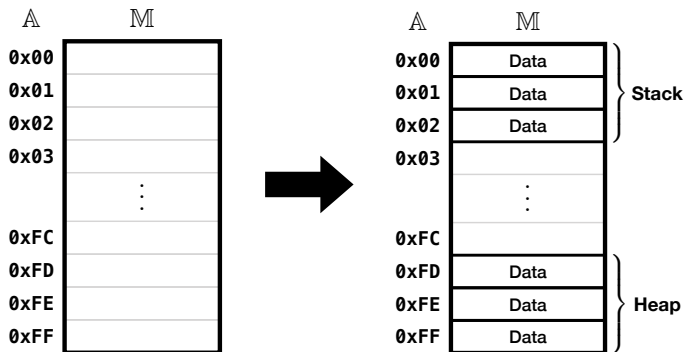 𝔸 𝕄
0x00
0x01
0x02
0x03
⋮
0xFC
0xFD
0xFE
0xFF
𝔸 𝕄
0x00 Data
0x01 Data
0x02 Data
Stack
0x03
⋮
0xFC
0xFD Data
0xFE Data
0xFF Data
Heap